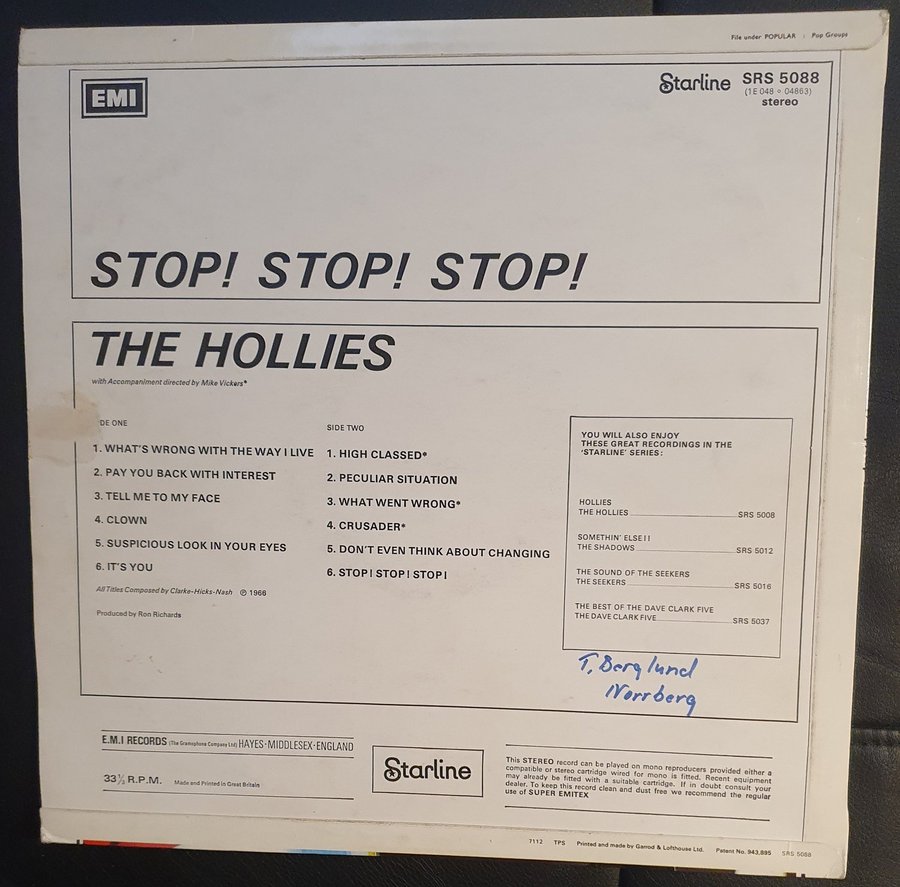 File under POPULAR : Pop Groups
EMI
Starline SRS 5088
(1E 048 ○ 04863)
stereo
STOP! STOP! STOP!
THE HOLLIES
with Accompaniment directed by Mike Vickers*
DE ONE
1. WHAT'S WRONG WITH THE WAY I LIVE
2. PAY YOU BACK WITH INTEREST
3. TELL ME TO MY FACE
4. CLOWN
5. SUSPICIOUS LOOK IN YOUR EYES
6. IT'S YOU
All Titles Composed by Clarke-Hicks-Nash ℗ 1966
Produced by Ron Richards
SIDE TWO
1. HIGH CLASSED*
2. PECULIAR SITUATION
3. WHAT WENT WRONG*
4. CRUSADER*
5. DON'T EVEN THINK ABOUT CHANGING
6. STOP! STOP! STOP!
YOU WILL ALSO ENJOY
THESE GREAT RECORDINGS IN THE
'STARLINE' SERIES:
HOLLIES
THE HOLLIES SRS 5008
SOMETHIN' ELSE!!
THE SHADOWS SRS 5012
THE SOUND OF THE SEEKERS
THE SEEKERS SRS 5016
THE BEST OF THE DAVE CLARK FIVE
THE DAVE CLARK FIVE SRS 5037
T, Berglund
Norrberg
E.M.I RECORDS (The Gramophone Company Ltd) HAYES·MIDDLESEX·ENGLAND
33⅓ R.P.M. Made and Printed in Great Britain
Starline
This STEREO record can be played on mono reproducers provided either a
compatible or stereo cartridge wired for mono is fitted. Recent equipment
may already be fitted with a suitable cartridge. If in doubt consult your
dealer. To keep this record clean and dust free we recommend the regular
use of SUPER EMITEX
7112 TPS Printed and made by Garrod & Lofthouse Ltd. Patent No. 943,895 SRS 5088